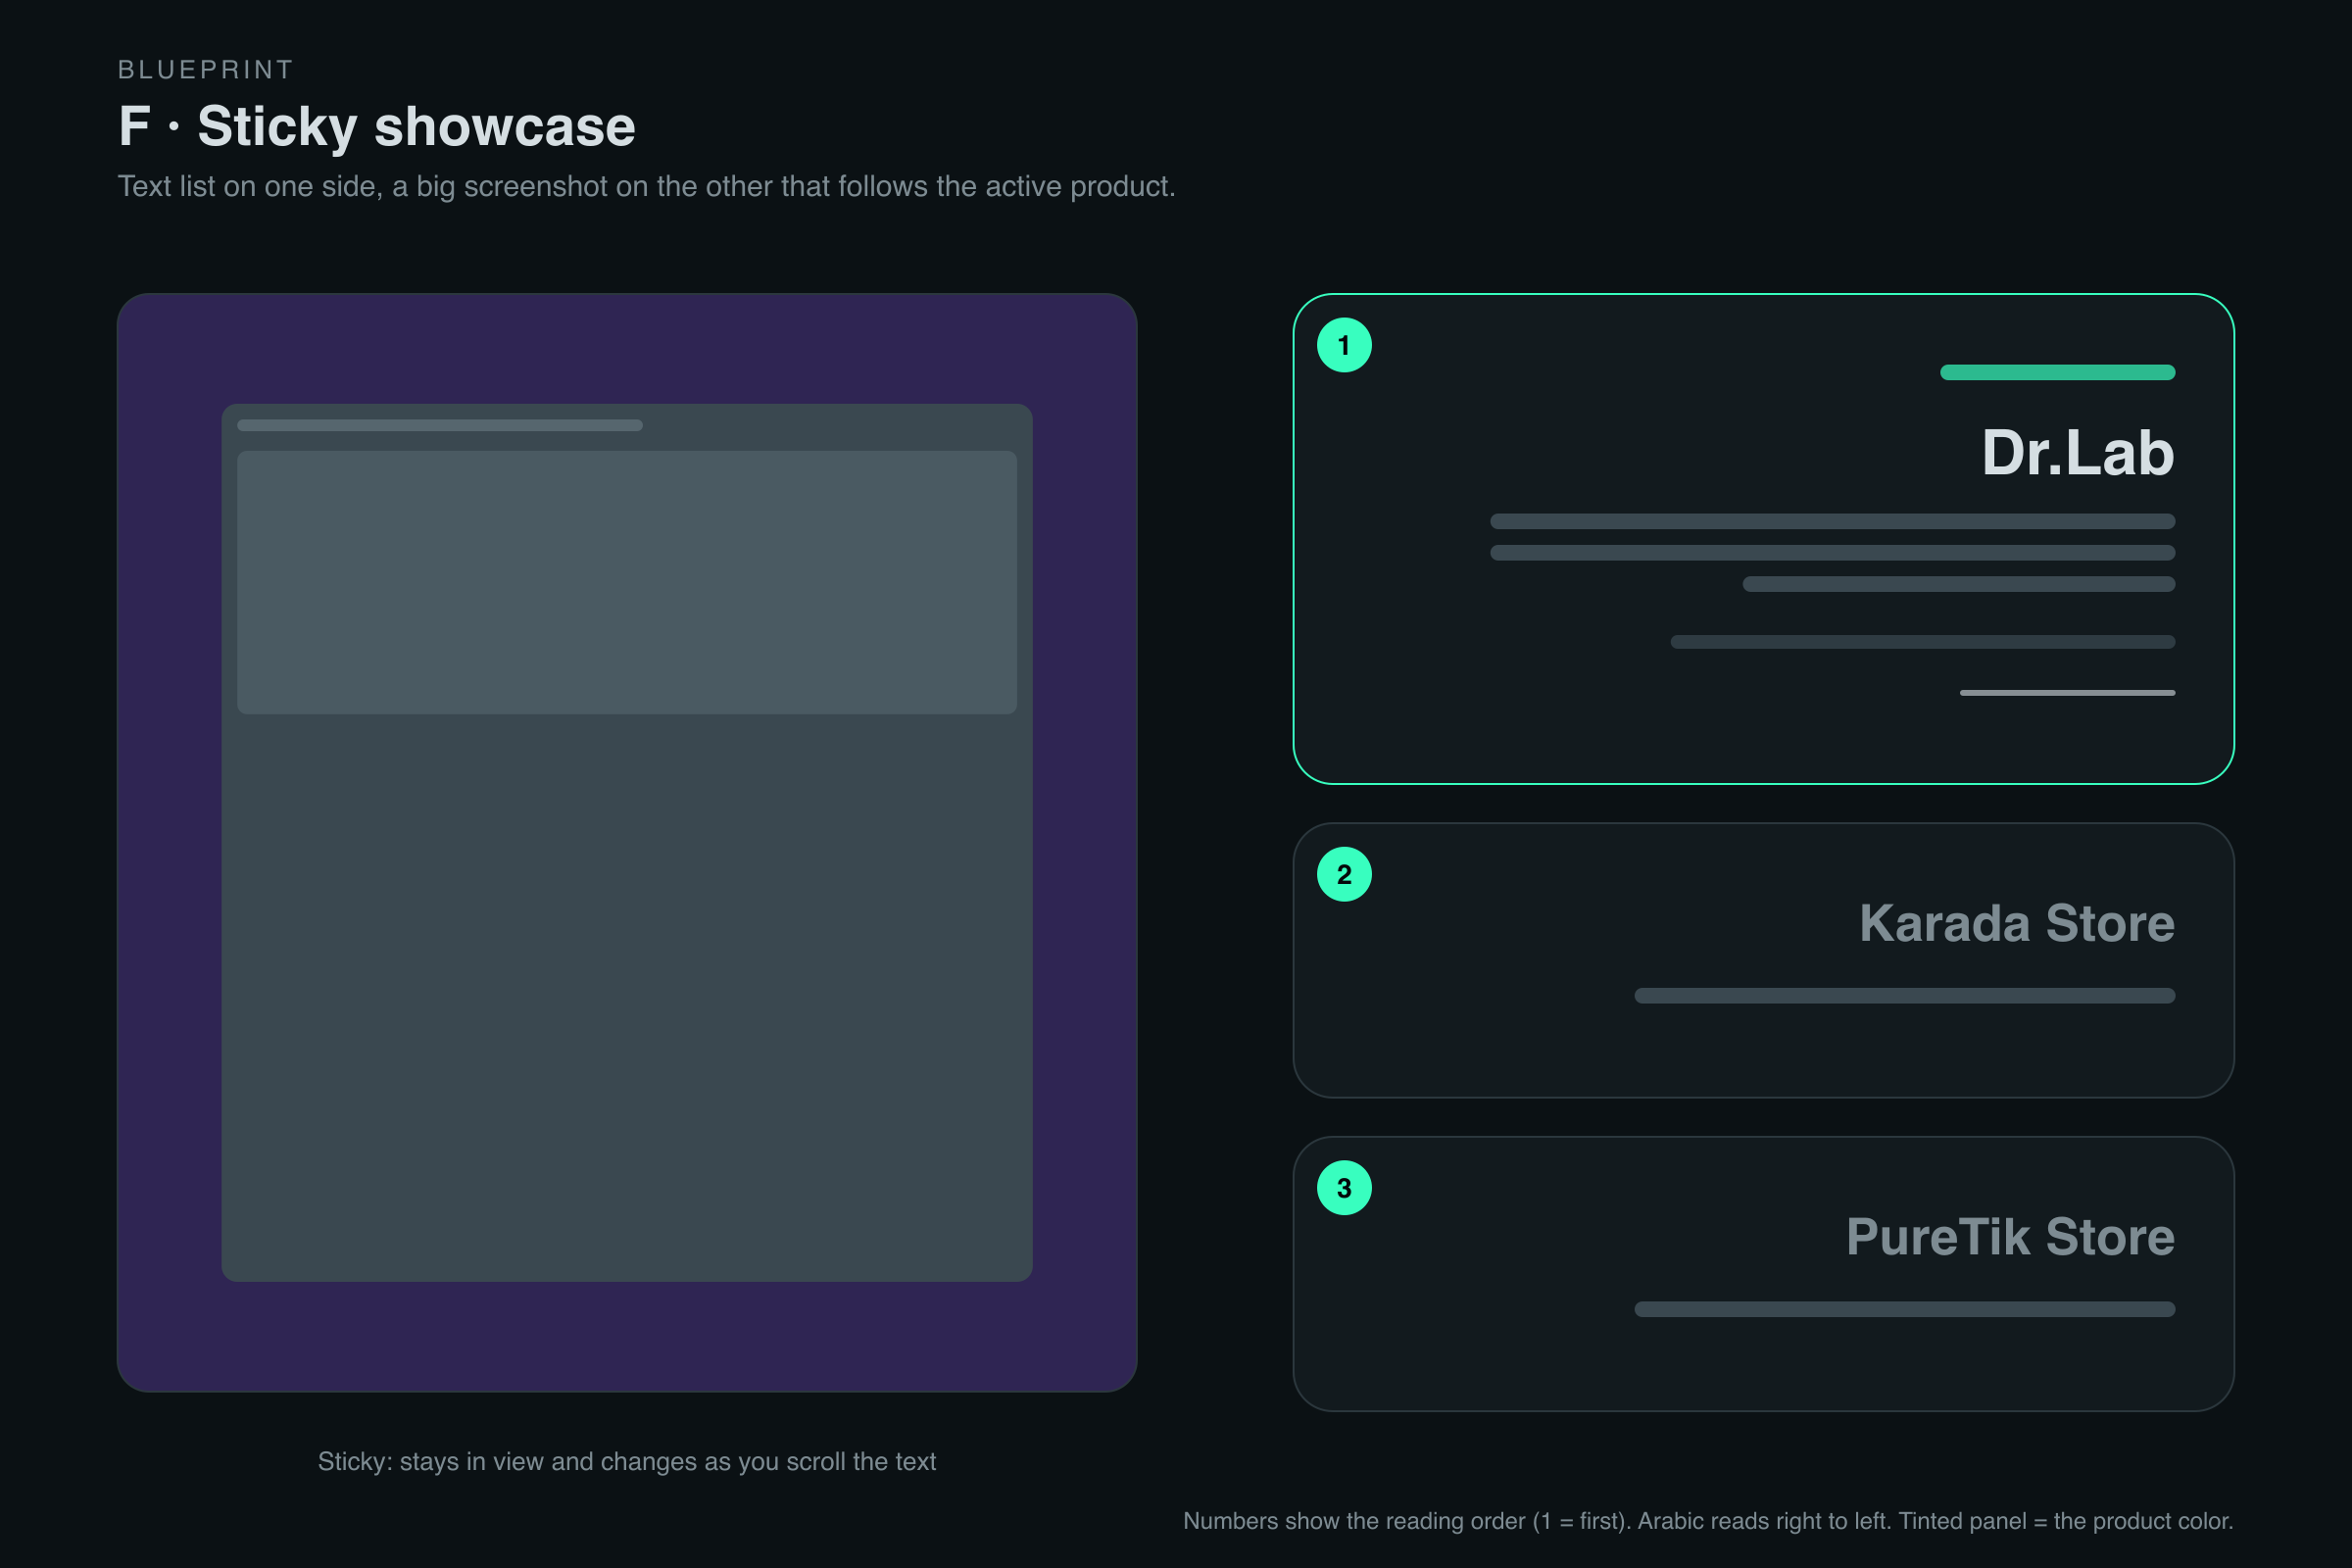 BLUEPRINT
F · Sticky showcase
Text list on one side, a big screenshot on the other that follows the active product.
1
Dr.Lab
2
Karada Store
3
PureTik Store
Sticky: stays in view and changes as you scroll the text
Numbers show the reading order (1 = first). Arabic reads right to left. Tinted panel = the product color.